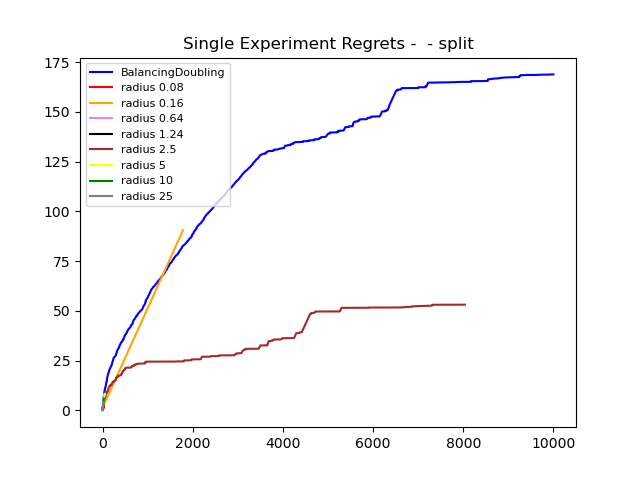 Single Experiment Regrets -  - split
175
150
125
100
75
50
25
0
BalancingDoubling
radius 0.08
radius 0.16
radius 0.64
radius 1.24
radius 2.5
radius 5
radius 10
radius 25
0 2000 4000 6000 8000 10000